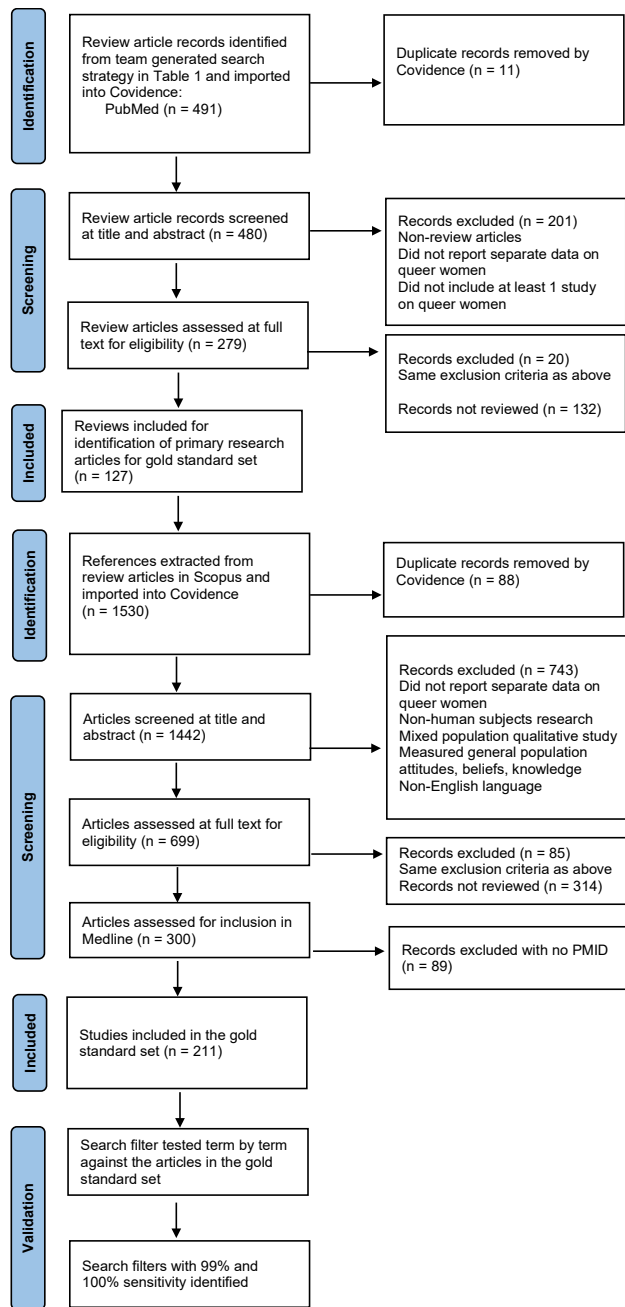 Identification
Review article records identified
from team generated search
strategy in Table 1 and imported
into Covidence:
PubMed (n = 491)
Duplicate records removed by
Covidence (n = 11)
Screening
Review article records screened
at title and abstract (n = 480)
Records excluded (n = 201)
Non-review articles
Did not report separate data on
queer women
Did not include at least 1 study
on queer women
Review articles assessed at full
text for eligibility (n = 279)
Records excluded (n = 20)
Same exclusion criteria as above
Records not reviewed (n = 132)
Included
Reviews included for
identification of primary research
articles for gold standard set
(n = 127)
Identification
References extracted from
review articles in Scopus and
imported into Covidence
(n = 1530)
Duplicate records removed by
Covidence (n = 88)
Screening
Articles screened at title and
abstract (n = 1442)
Records excluded (n = 743)
Did not report separate data on
queer women
Non-human subjects research
Mixed population qualitative study
Measured general population
attitudes, beliefs, knowledge
Non-English language
Articles assessed at full text for
eligibility (n = 699)
Records excluded (n = 85)
Same exclusion criteria as above
Records not reviewed (n = 314)
Articles assessed for inclusion in
Medline (n = 300)
Records excluded with no PMID
(n = 89)
Included
Studies included in the gold
standard set (n = 211)
Validation
Search filter tested term by term
against the articles in the gold
standard set
Search filters with 99% and
100% sensitivity identified